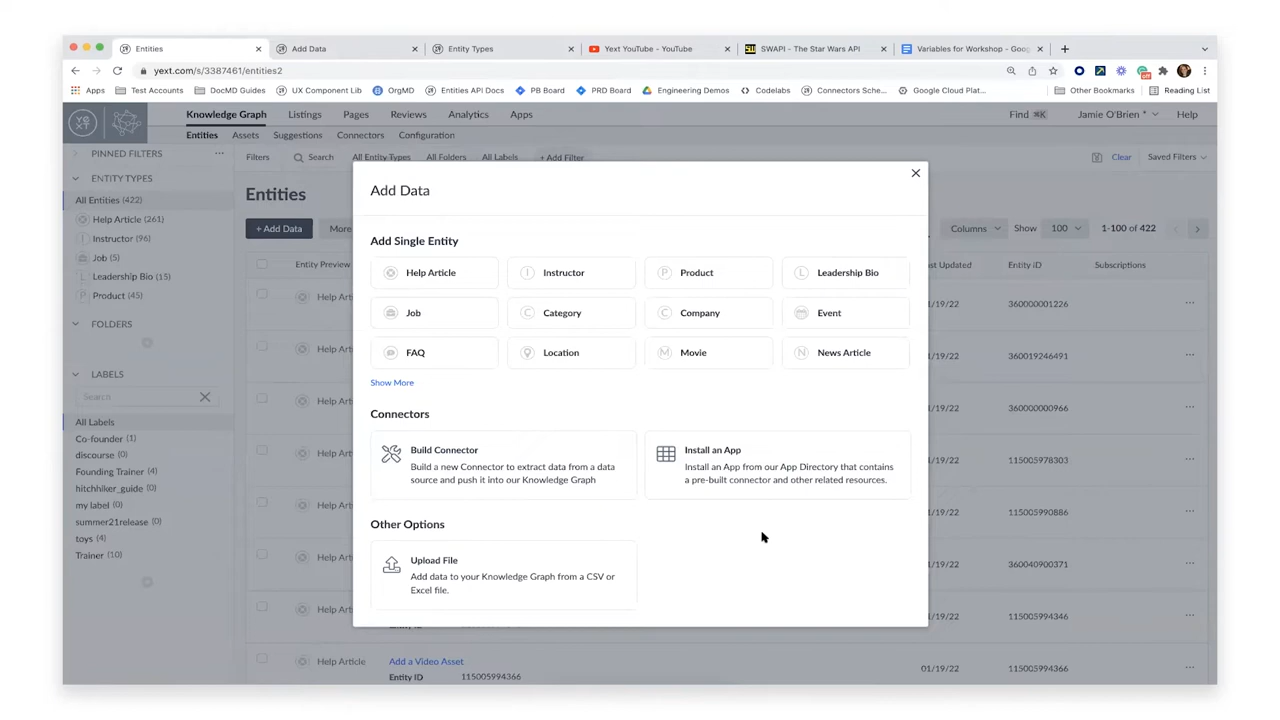 Entities
Add Data
Entity Types
Yext YouTube - YouTube
SWAPI - The Star Wars API
Variables for Workshop - Goog
yext.com/s/3387461/entities2
Apps
Test Accounts
DocMD Guides
UX Component Lib
OrgMD
Entities API Docs
PB Board
PRD Board
Engineering Demos
Codelabs
Connectors Sche...
Google Cloud Plat...
Other Bookmarks
Reading List
Knowledge Graph
Listings
Pages
Reviews
Analytics
Apps
Find ⌘K
Jamie O'Brien *
Help
Entities
Assets
Suggestions
Connectors
Configuration
PINNED FILTERS
Filters
Search
All Entity Types
All Folders
All Labels
+ Add Filter
Clear
Saved Filters
ENTITY TYPES
All Entities (422)
Help Article (261)
Instructor (96)
Job (5)
Leadership Bio (15)
Product (45)
FOLDERS
LABELS
Search
All Labels
Co-founder (1)
discourse (0)
Founding Trainer (4)
hitchhiker_guide (0)
my label (0)
summer21release (0)
toys (4)
Trainer (10)
Entities
+ Add Data
More
Columns
Show
100
1-100 of 422
Entity Preview
Last Updated
Entity ID
Subscriptions
Help Arti
01/19/22
360000001226
Help Arti
01/19/22
360019246491
Help Arti
01/19/22
360000000966
Help Arti
01/19/22
115005978303
Help Arti
01/19/22
115005990886
Help Arti
01/19/22
360040900371
Help Arti
Entity ID
01/19/22
115005994346
Help Article
Add a Video Asset
Entity ID
115005994366
01/19/22
115005994366
Add Data
Add Single Entity
Help Article
Instructor
Product
Leadership Bio
Job
Category
Company
Event
FAQ
Location
Movie
News Article
Show More
Connectors
Build Connector
Build a new Connector to extract data from a data
source and push it into our Knowledge Graph
Install an App
Install an App from our App Directory that contains
a pre-built connector and other related resources.
Other Options
Upload File
Add data to your Knowledge Graph from a CSV or
Excel file.